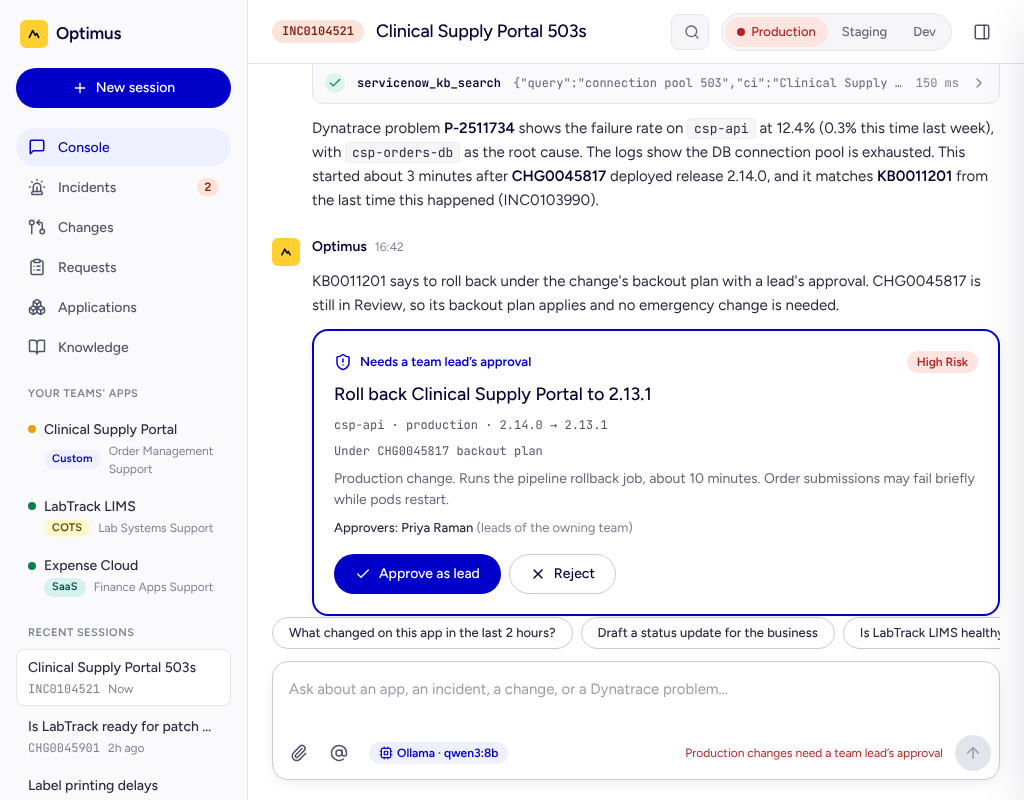 Optimus
New session
Console
Incidents 2
Changes
Requests
Applications
Knowledge
YOUR TEAMS' APPS
Clinical Supply Portal
Custom Order Management Support
LabTrack LIMS
COTS Lab Systems Support
Expense Cloud
SaaS Finance Apps Support
RECENT SESSIONS
Clinical Supply Portal 503s
INC0104521 Now
Is LabTrack ready for patch ...
CHG0045901 2h ago
Label printing delays
INC0104521 Clinical Supply Portal 503s
Production Staging Dev
servicenow_kb_search {"query":"connection pool 503","ci":"Clinical Supply … 150 ms
Dynatrace problem P-2511734 shows the failure rate on csp-api at 12.4% (0.3% this time last week),
with csp-orders-db as the root cause. The logs show the DB connection pool is exhausted. This
started about 3 minutes after CHG0045817 deployed release 2.14.0, and it matches KB0011201 from
the last time this happened (INC0103990).
Optimus 16:42
KB0011201 says to roll back under the change's backout plan with a lead's approval. CHG0045817 is
still in Review, so its backout plan applies and no emergency change is needed.
Needs a team lead’s approval High Risk
Roll back Clinical Supply Portal to 2.13.1
csp-api · production · 2.14.0 → 2.13.1
Under CHG0045817 backout plan
Production change. Runs the pipeline rollback job, about 10 minutes. Order submissions may fail briefly
while pods restart.
Approvers: Priya Raman (leads of the owning team)
Approve as lead Reject
What changed on this app in the last 2 hours? Draft a status update for the business Is LabTrack LIMS healthy
Ask about an app, an incident, a change, or a Dynatrace problem...
Ollama · qwen3:8b Production changes need a team lead’s approval